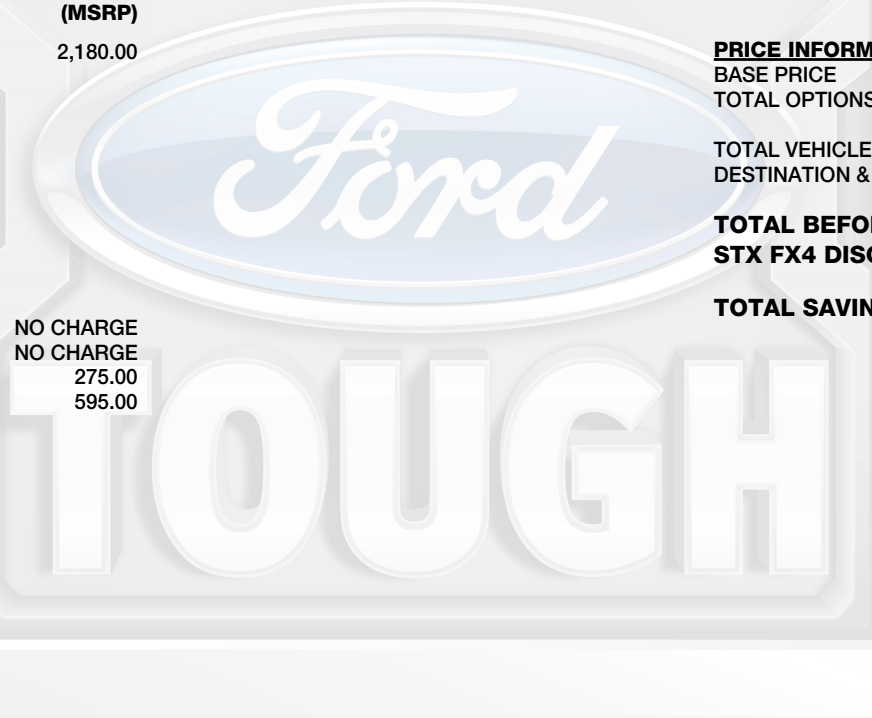 (MSRP)
2,180.00
NO CHARGE
NO CHARGE
275.00
595.00
PRICE INFORM
BASE PRICE
TOTAL OPTIONS
TOTAL VEHICLE
DESTINATION &
TOTAL BEFO
STX FX4 DISC
TOTAL SAVIN
Ford
TOUGH